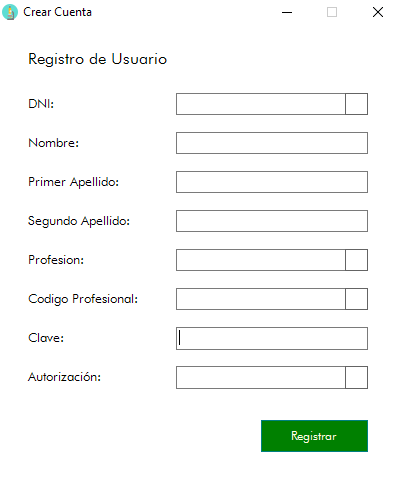 Crear Cuenta
Registro de Usuario
DNI:
Nombre:
Primer Apellido:
Segundo Apellido:
Profesion:
Codigo Profesional:
Clave:
Autorización:
Registrar